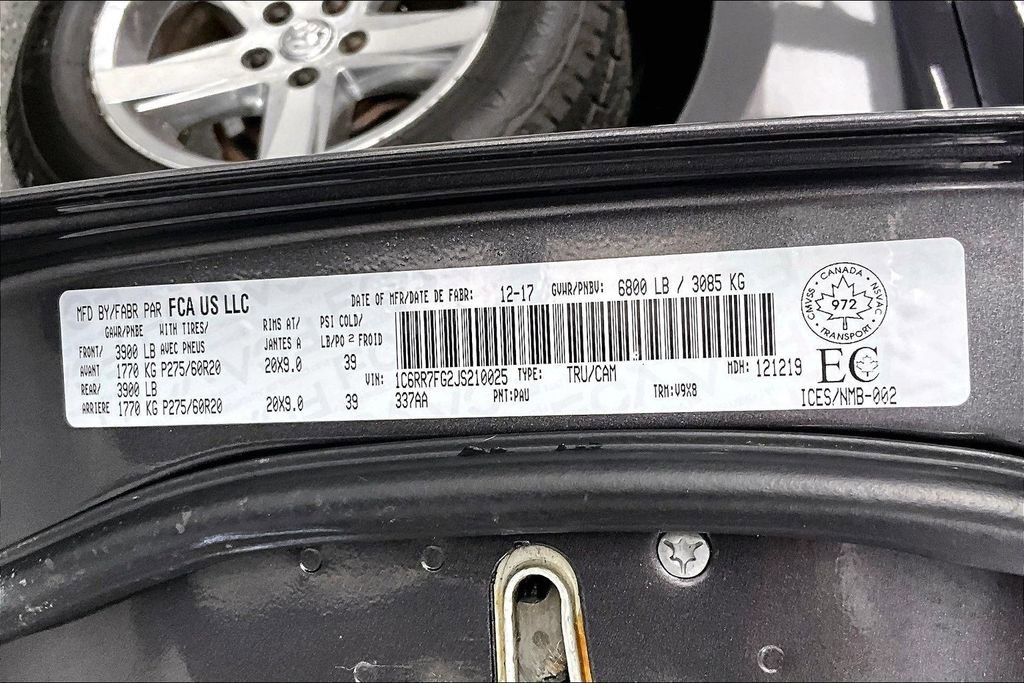 MFD BY/FABR PAR FCA US LLC DATE OF MFR/DATE DE FABR: 12-17 GVWR/PNBV: 6800 LB / 3085 KG
GAWR/PNBE WITH TIRES/ RIMS AT/ PSI COLD/
FRONT/ 3900 LB AVEC PNEUS JANTES A LB/PO² FROID
AVANT 1770 KG P275/60R20 20X9.0 39
REAR/ 3900 LB VIN: 1C6RR7FG2JS210025 TYPE: TRU/CAM MDH: 121219
ARRIERE 1770 KG P275/60R20 20X9.0 39 337AA PNT:PAU TRM:V9X8
CANADA
CMVSS 972 NSVAC
TRANSPORT
EC
ICES/NMB-002